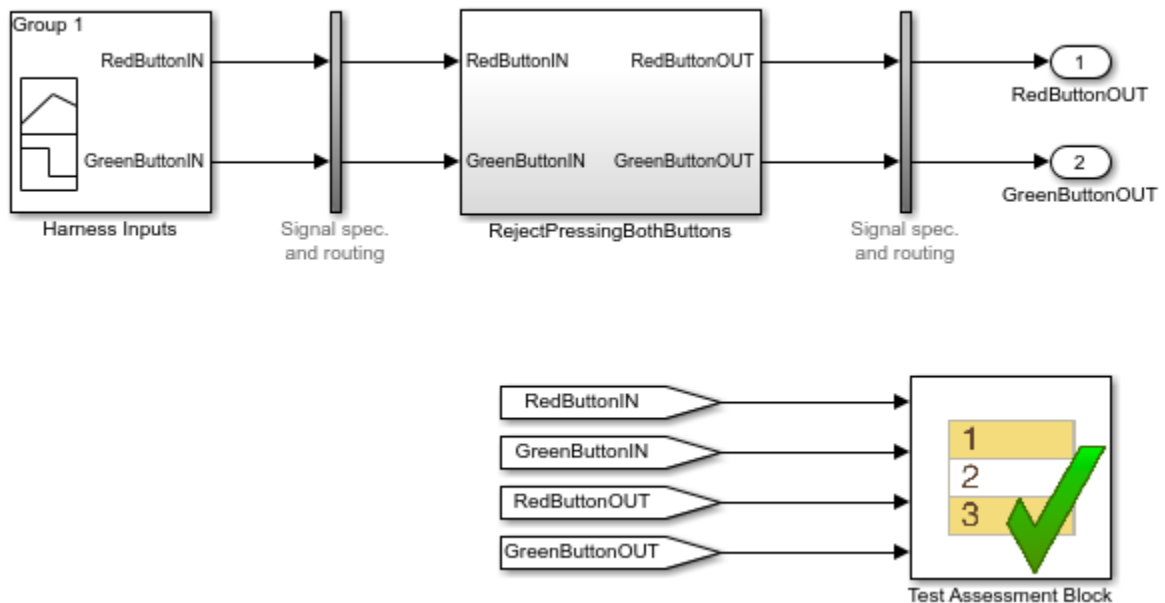 Group 1
RedButtonIN
GreenButtonIN
Harness Inputs
Signal spec.
and routing
RedButtonIN
RedButtonOUT
GreenButtonIN
GreenButtonOUT
RejectPressingBothButtons
Signal spec.
and routing
1
RedButtonOUT
2
GreenButtonOUT
RedButtonIN
GreenButtonIN
RedButtonOUT
GreenButtonOUT
1
2
3
Test Assessment Block